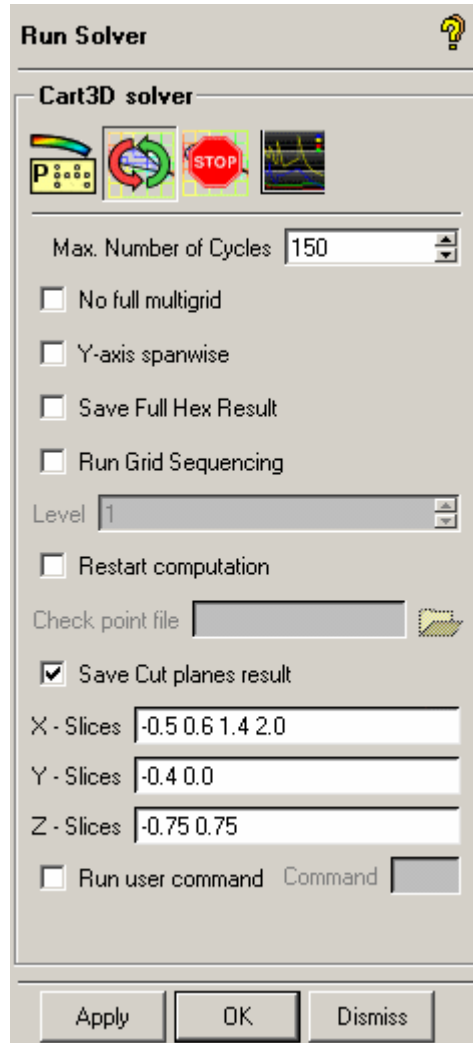 Run Solver
Cart3D solver
P
STOP
Max. Number of Cycles 150
No full multigrid
Y-axis spanwise
Save Full Hex Result
Run Grid Sequencing
Level 1
Restart computation
Check point file
Save Cut planes result
X - Slices -0.5 0.6 1.4 2.0
Y - Slices -0.4 0.0
Z - Slices -0.75 0.75
Run user command Command
Apply OK Dismiss